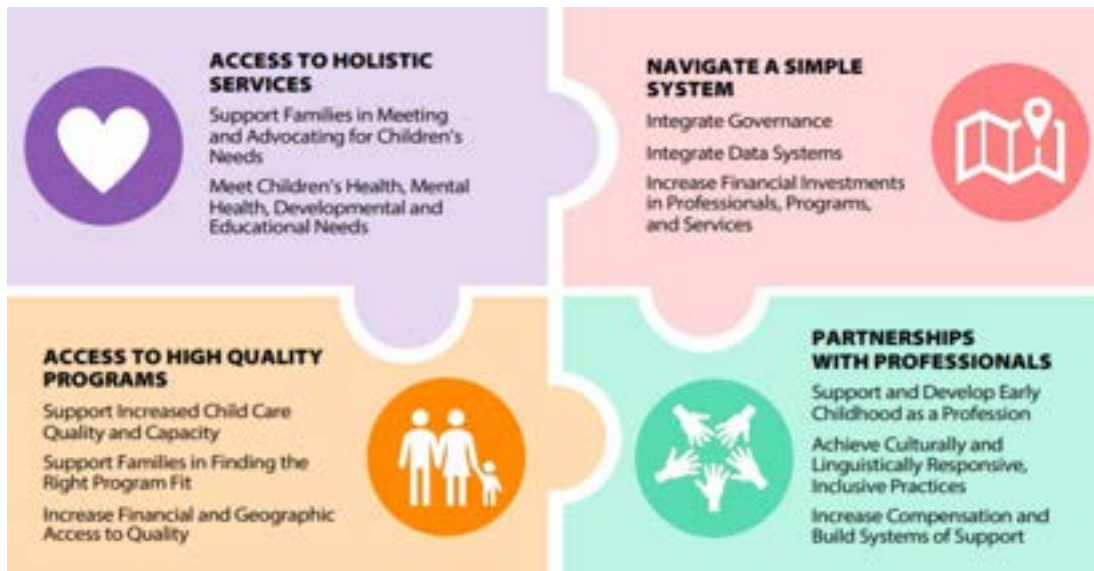 ACCESS TO HOLISTIC
SERVICES
Support Families in Meeting
and Advocating for Children's
Needs
Meet Children's Health, Mental
Health, Developmental and
Educational Needs
NAVIGATE A SIMPLE
SYSTEM
Integrate Governance
Integrate Data Systems
Increase Financial Investments
in Professionals, Programs,
and Services
ACCESS TO HIGH QUALITY
PROGRAMS
Support Increased Child Care
Quality and Capacity
Support Families in Finding the
Right Program Fit
Increase Financial and Geographic
Access to Quality
PARTNERSHIPS
WITH PROFESSIONALS
Support and Develop Early
Childhood as a Profession
Achieve Culturally and
Linguistically Responsive,
Inclusive Practices
Increase Compensation and
Build Systems of Support